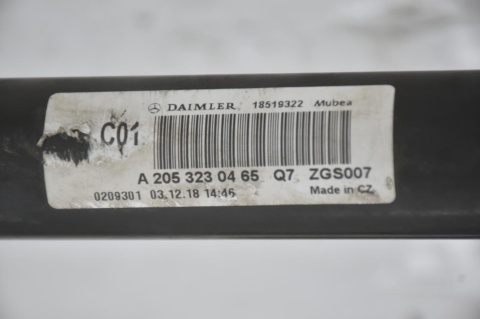 DAIMLER 18519322 Mubea
C01
A 205 323 04 65 Q7 ZGS007
0209301 03.12.18 14:46 Made in CZ